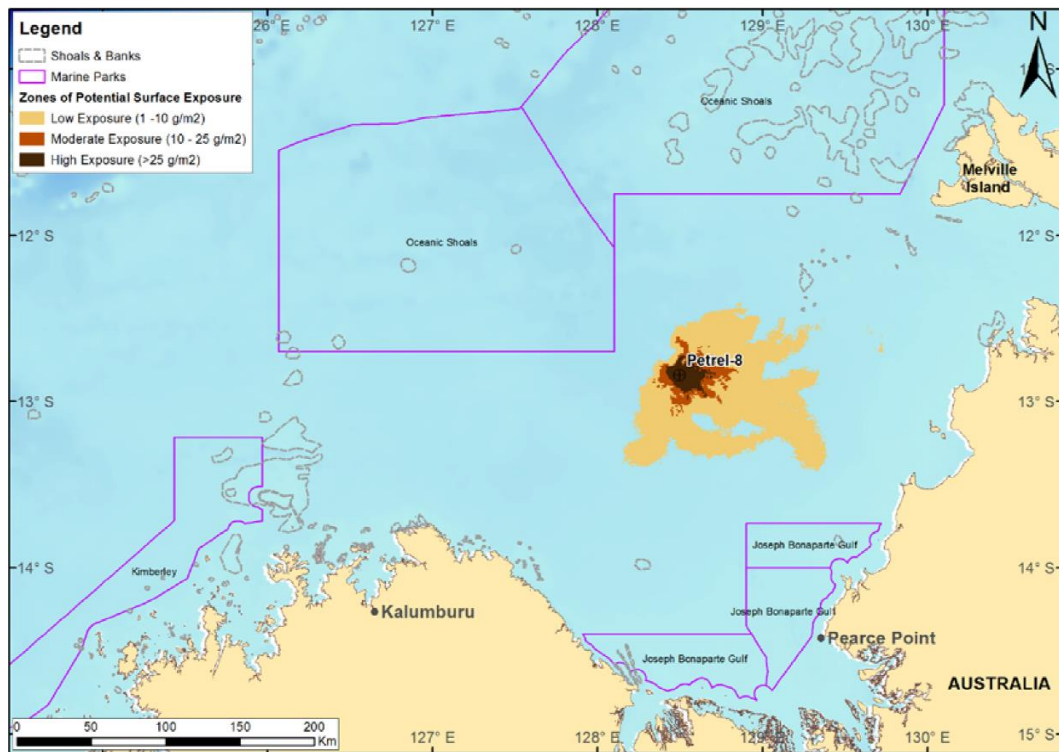 Legend
Shoals & Banks
Marine Parks
Zones of Potential Surface Exposure
Low Exposure (1 -10 g/m2)
Moderate Exposure (10 - 25 g/m2)
High Exposure (>25 g/m2)
126° E
127° E
128° E
129° E
130° E
N
Oceanic Shoals
Melville
Island
12° S
12° S
Oceanic Shoals
Petrel-8
13° S
13° S
Joseph Bonaparte Gulf
14° S
14° S
Kimberley
Kalumburu
Joseph Bonaparte Gulf
Pearce Point
Joseph Bonaparte Gulf
AUSTRALIA
0 50 100 150 200
Km
127° E
128° E
129° E
130° E
15° S